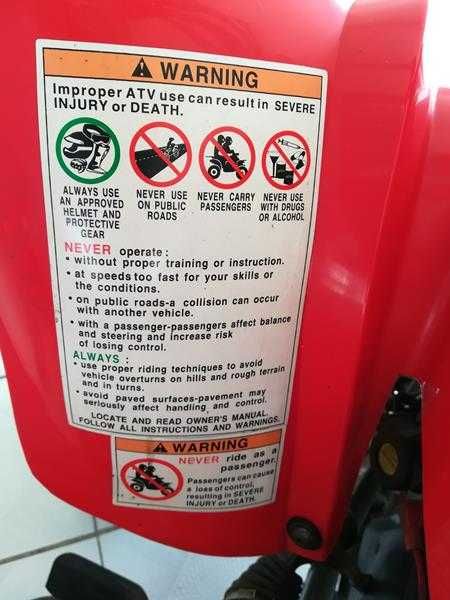 WARNING
Improper ATV use can result in SEVERE
INJURY or DEATH.
ALWAYS USE
AN APPROVED
HELMET AND
PROTECTIVE
GEAR
NEVER USE
ON PUBLIC
ROADS
NEVER CARRY
PASSENGERS
NEVER USE
WITH DRUGS
OR ALCOHOL
NEVER operate :
• without proper training or instruction.
• at speeds too fast for your skills or
the conditions.
• on public roads-a collision can occur
with another vehicle.
• with a passenger-passengers affect balance
and steering and increase risk
of losing control.
ALWAYS :
• use proper riding techniques to avoid
vehicle overturns on hills and rough terrain
and in turns.
• avoid paved surfaces-pavement may
seriously affect handling and control.
LOCATE AND READ OWNER'S MANUAL.
FOLLOW ALL INSTRUCTIONS AND WARNINGS.
WARNING
NEVER ride as a
passenger.
Passengers can cause
a loss of control,
resulting in SEVERE
INJURY or DEATH.